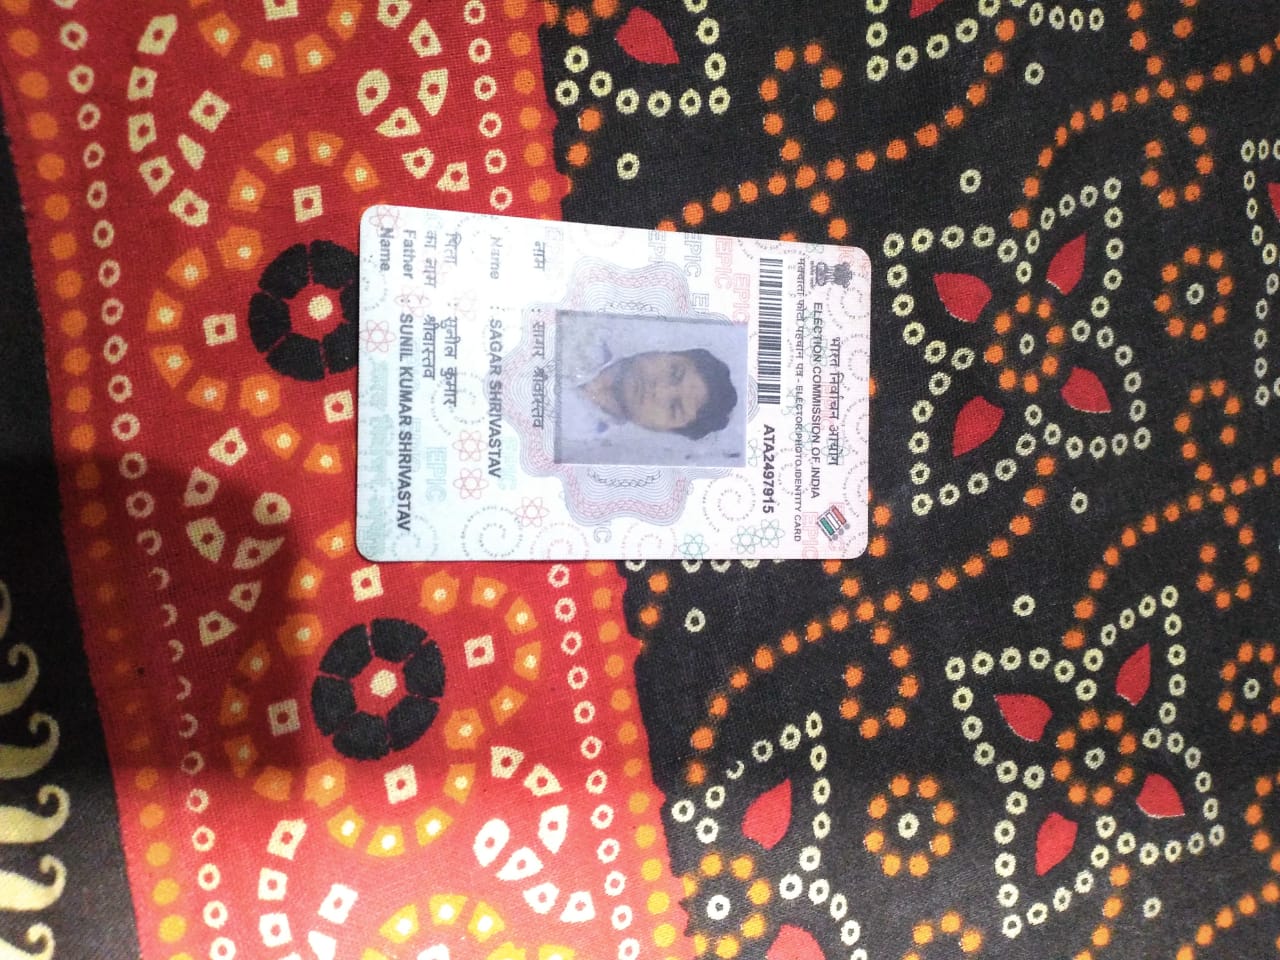 भारत निर्वाचन आयोग
ELECTION COMMISSION OF INDIA
मतदाता फोटो पहचान पत्र - ELECTOR PHOTO IDENTITY CARD
ATA2497915
नाम : सागर श्रीवास्तव
Name : SAGAR SHRIVASTAV
पिता : सुनील कुमार
का नाम श्रीवास्तव
Father : SUNIL KUMAR SHRIVASTAV
Name